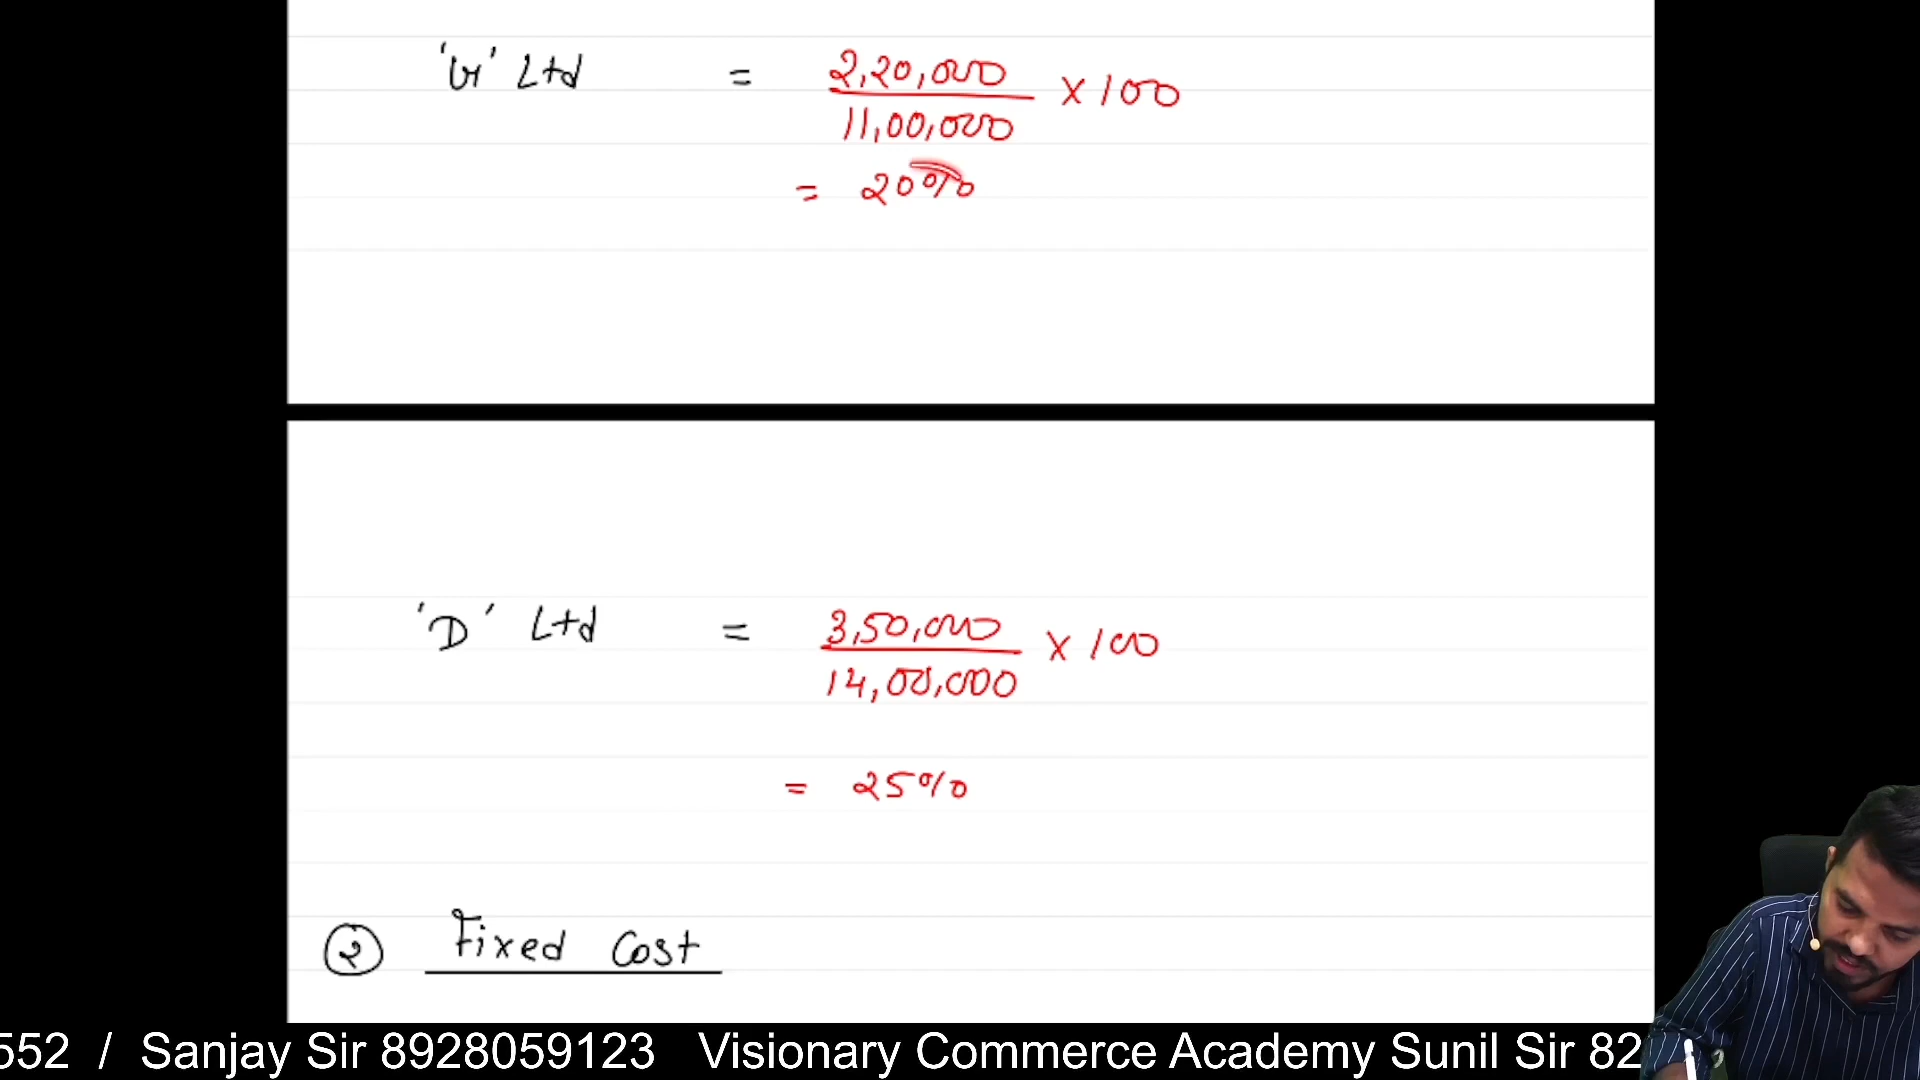 'G' Ltd = 2,20,000 × 100
11,00,000
= 20%
'D' Ltd = 3,50,000 × 100
14,00,000
= 25%
② Fixed Cost
552 / Sanjay Sir 8928059123 Visionary Commerce Academy Sunil Sir 82